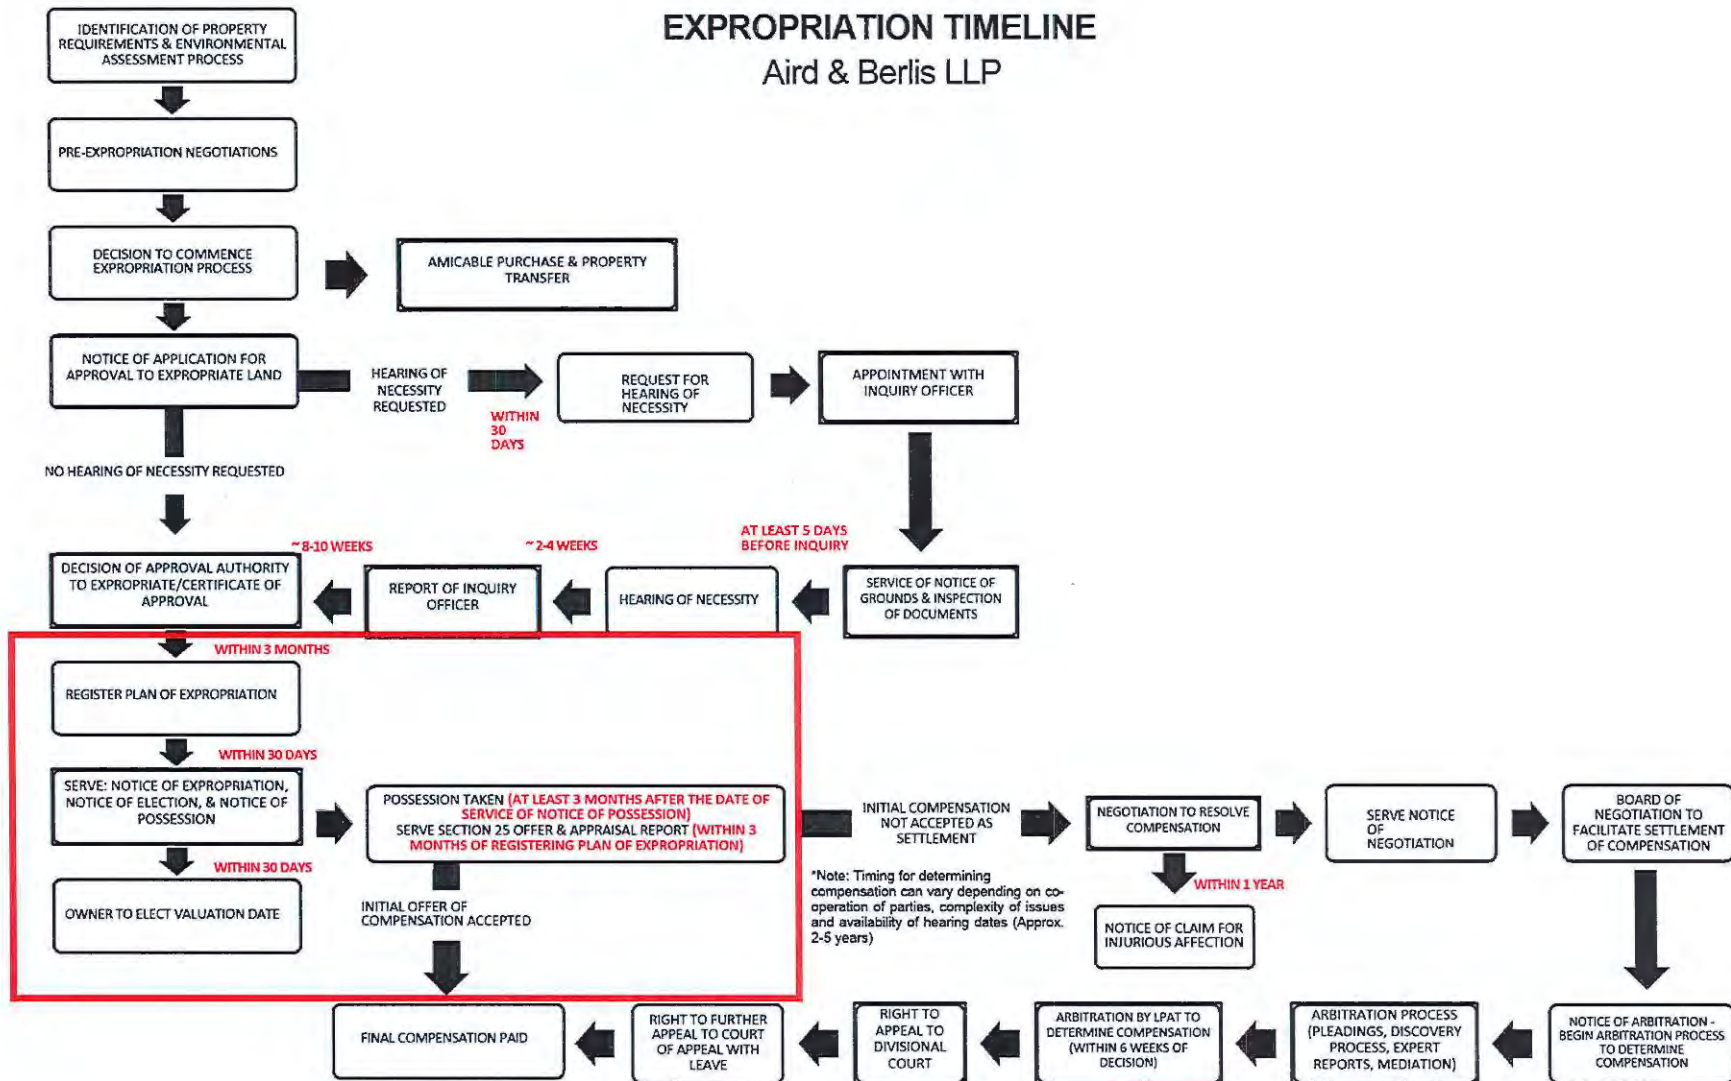 EXPROPRIATION TIMELINE
Aird & Berlis LLP
IDENTIFICATION OF PROPERTY
REQUIREMENTS & ENVIRONMENTAL
ASSESSMENT PROCESS
PRE-EXPROPRIATION NEGOTIATIONS
DECISION TO COMMENCE
EXPROPRIATION PROCESS
AMICABLE PURCHASE & PROPERTY
TRANSFER
NOTICE OF APPLICATION FOR
APPROVAL TO EXPROPRIATE LAND
HEARING OF
NECESSITY
REQUESTED
WITHIN
30
DAYS
REQUEST FOR
HEARING OF
NECESSITY
APPOINTMENT WITH
INQUIRY OFFICER
NO HEARING OF NECESSITY REQUESTED
AT LEAST 5 DAYS
BEFORE INQUIRY
~ 2-4 WEEKS
~ 8-10 WEEKS
DECISION OF APPROVAL AUTHORITY
TO EXPROPRIATE/CERTIFICATE OF
APPROVAL
REPORT OF INQUIRY
OFFICER
HEARING OF NECESSITY
SERVICE OF NOTICE OF
GROUNDS & INSPECTION
OF DOCUMENTS
WITHIN 3 MONTHS
REGISTER PLAN OF EXPROPRIATION
WITHIN 30 DAYS
SERVE: NOTICE OF EXPROPRIATION,
NOTICE OF ELECTION, & NOTICE OF
POSSESSION
POSSESSION TAKEN (AT LEAST 3 MONTHS AFTER THE DATE OF
SERVICE OF NOTICE OF POSSESSION)
SERVE SECTION 25 OFFER & APPRAISAL REPORT (WITHIN 3
MONTHS OF REGISTERING PLAN OF EXPROPRIATION)
INITIAL COMPENSATION
NOT ACCEPTED AS
SETTLEMENT
NEGOTIATION TO RESOLVE
COMPENSATION
SERVE NOTICE
OF
NEGOTIATION
BOARD OF
NEGOTIATION TO
FACILITATE SETTLEMENT
OF COMPENSATION
WITHIN 30 DAYS
OWNER TO ELECT VALUATION DATE
INITIAL OFFER OF
COMPENSATION ACCEPTED
*Note: Timing for determining
compensation can vary depending on co-
operation of parties, complexity of issues
and availability of hearing dates (Approx.
2-5 years)
WITHIN 1 YEAR
NOTICE OF CLAIM FOR
INJURIOUS AFFECTION
FINAL COMPENSATION PAID
RIGHT TO FURTHER
APPEAL TO COURT
OF APPEAL WITH
LEAVE
RIGHT TO
APPEAL TO
DIVISIONAL
COURT
ARBITRATION BY LPAT TO
DETERMINE COMPENSATION
(WITHIN 6 WEEKS OF
DECISION)
ARBITRATION PROCESS
(PLEADINGS, DISCOVERY
PROCESS, EXPERT
REPORTS, MEDIATION)
NOTICE OF ARBITRATION -
BEGIN ARBITRATION PROCESS
TO DETERMINE
COMPENSATION